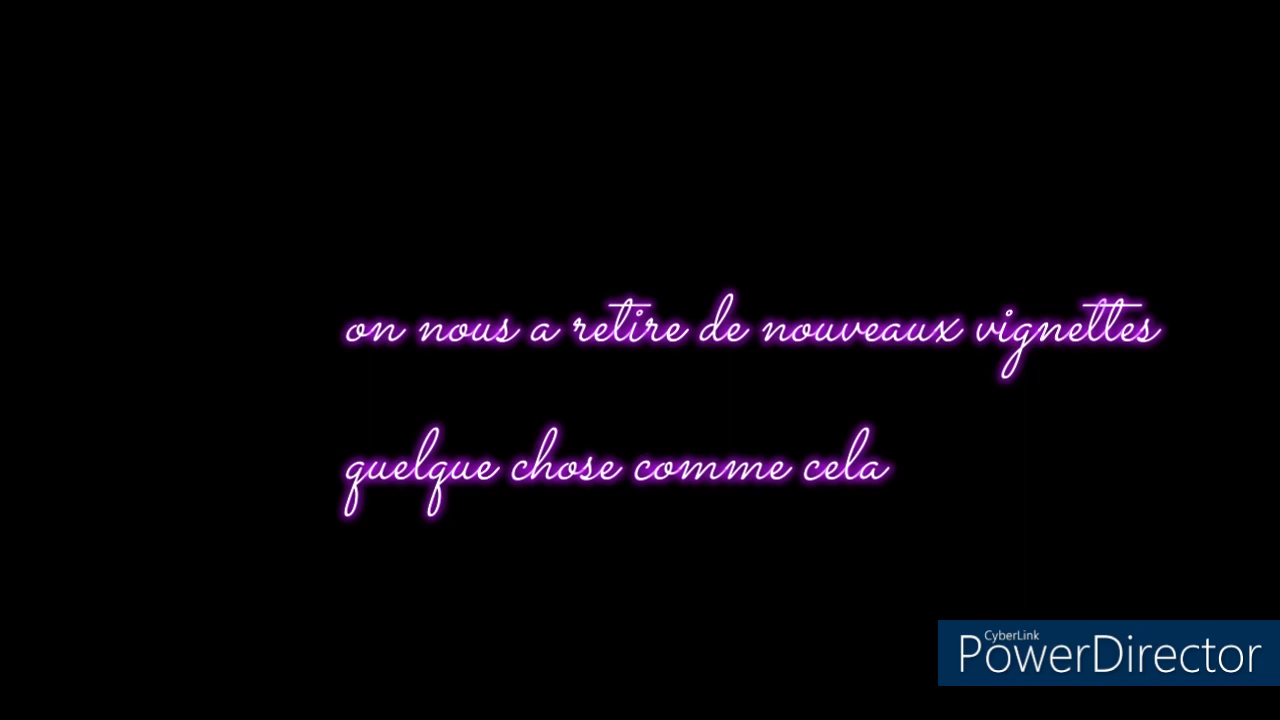 on nous a retire de nouveaux vignettes
quelque chose comme cela
CyberLink
PowerDirector